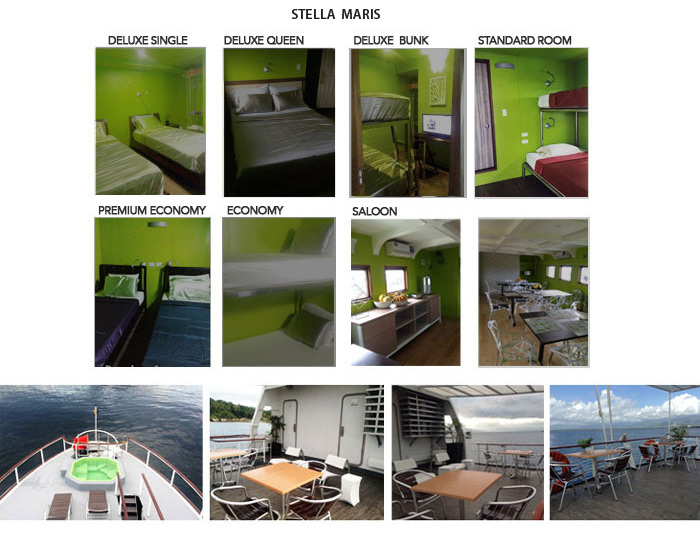 STELLA MARIS
DELUXE SINGLE
DELUXE QUEEN
DELUXE BUNK
STANDARD ROOM
PREMIUM ECONOMY
ECONOMY
SALOON